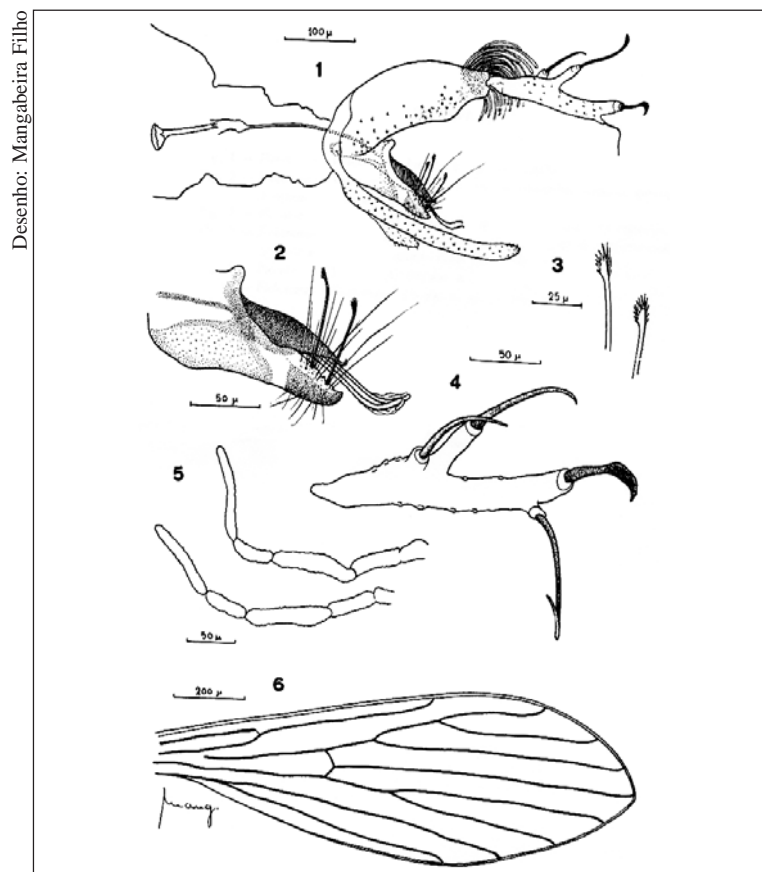 Desenho: Mangabeira Filho
100 µ
1
2
3
25 µ
50 µ
50 µ
4
5
50 µ
200 µ
6
Mang.